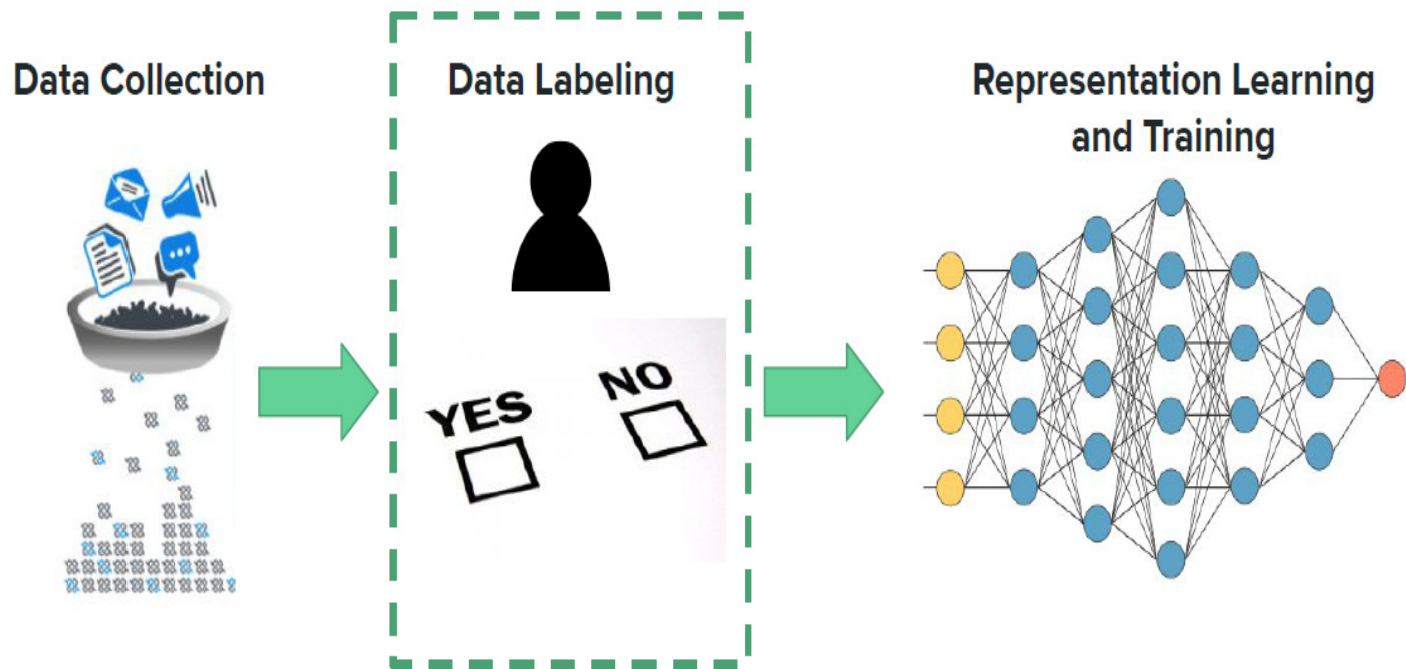 Data Collection
Data Labeling
Representation Learning
and Training
YES
NO